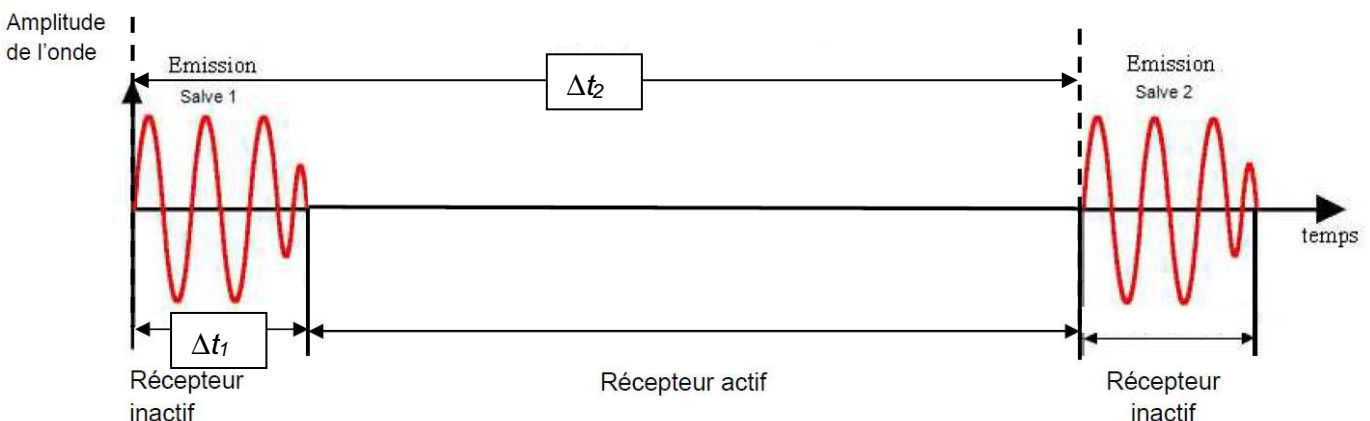 Amplitude
de l'onde
Emission
Salve 1
Δt2
Emission
Salve 2
temps
Δt1
Récepteur
inactif
Récepteur actif
Récepteur
inactif